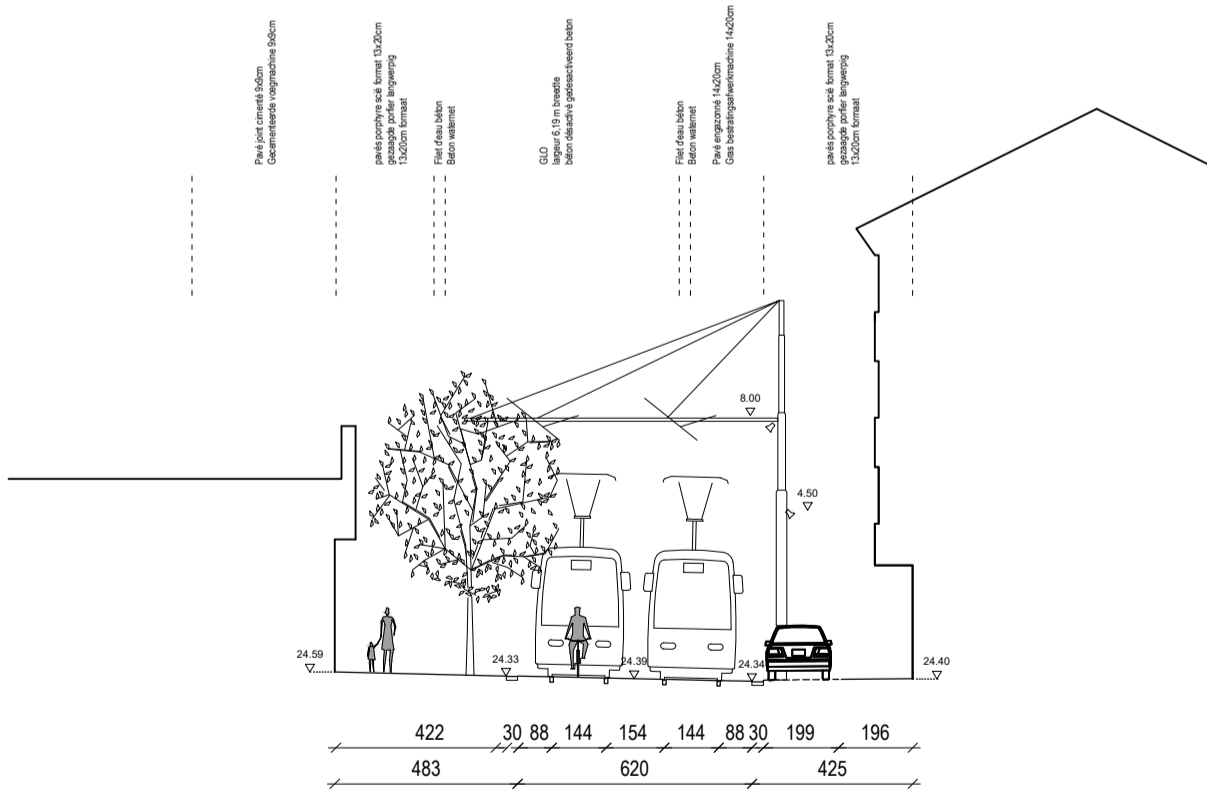 Pavé joint cimenté 9x9cm
Gecementeerde voegmachine 9x9cm
pavés porphyre scié format 13x20cm
gezaagde porfier langwerpig
13x20cm formaat
Filet d'eau béton
Beton waternet
GLO
largeur 6,19 m breedte
béton désactivé gedesactiveerd beton
Filet d'eau béton
Beton waternet
Pavé engazonné 14x20cm
Gras bestratingsafwerkmachine 14x20cm
pavés porphyre scié format 13x20cm
gezaagde porfier langwerpig
13x20cm formaat
8.00
4.50
24.59
24.33
24.39
24.34
24.40
422 30 88 144 154 144 88 30 199 196
483 620 425